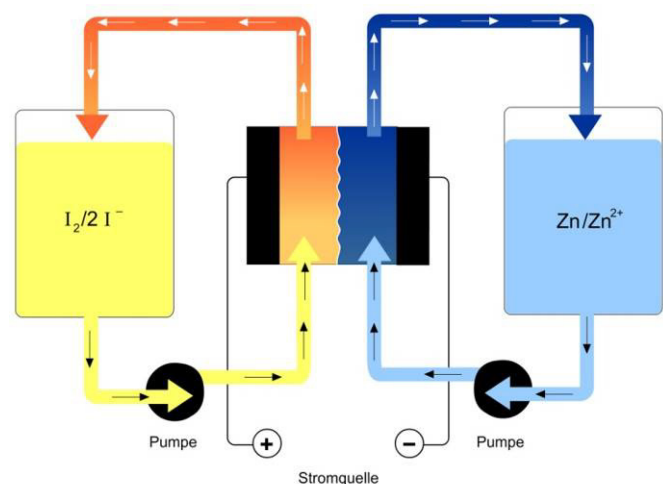 I₂/2 I⁻
Zn/Zn²⁺
Pumpe
+
−
Pumpe
Stromquelle